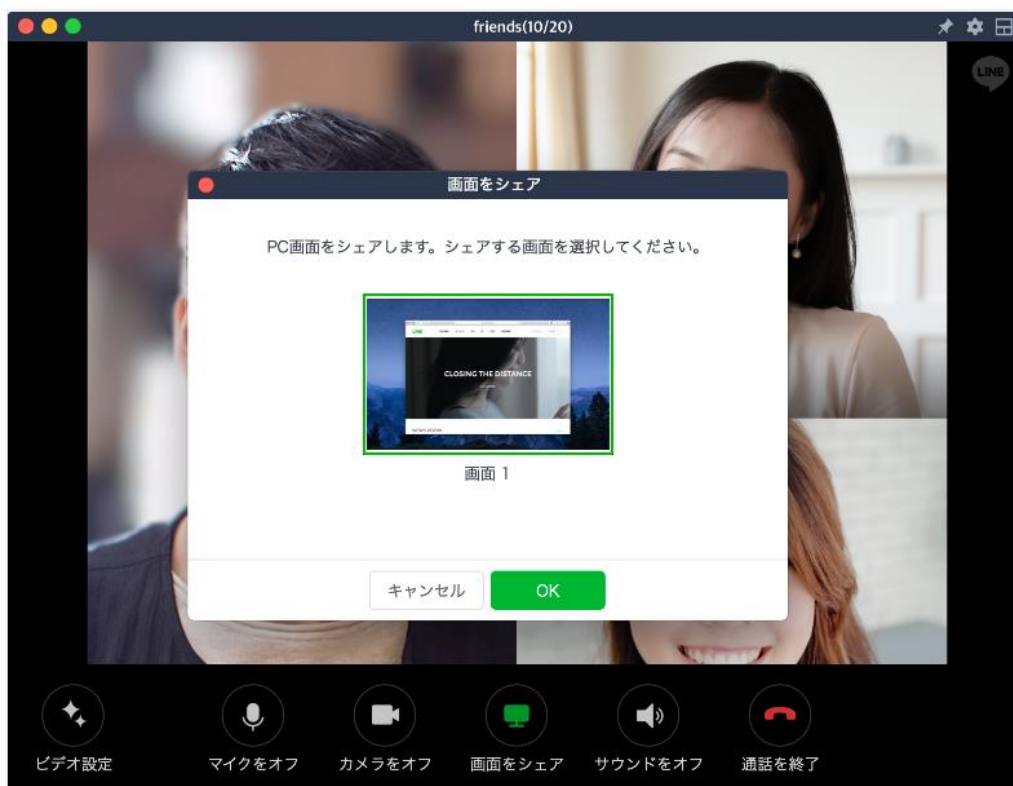 friends(10/20)
LINE
画面をシェア
PC画面をシェアします。シェアする画面を選択してください。
LINE
CLOSING THE DISTANCE
画面 1
キャンセル
OK
ビデオ設定
マイクをオフ
カメラをオフ
画面をシェア
サウンドをオフ
通話を終了